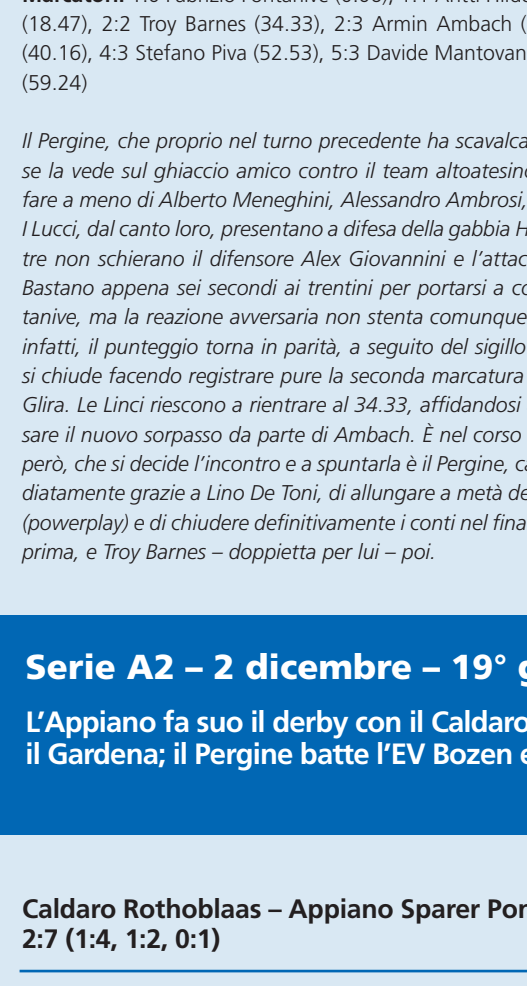 (18.47), 2:2 Troy Barnes (34.33), 2:3 Armin Ambach (
(40.16), 4:3 Stefano Piva (52.53), 5:3 Davide Mantovan
(59.24)
Il Pergine, che proprio nel turno precedente ha scavalca
se la vede sul ghiaccio amico contro il team altoatesino
fare a meno di Alberto Meneghini, Alessandro Ambrosi,
I Lucci, dal canto loro, presentano a difesa della gabbia H
tre non schierano il difensore Alex Giovannini e l’attac
Bastano appena sei secondi ai trentini per portarsi a co
tanive, ma la reazione avversaria non stenta comunque
infatti, il punteggio torna in parità, a seguito del sigillo
si chiude facendo registrare pure la seconda marcatura
Glira. Le Linci riescono a rientrare al 34.33, affidandosi
sare il nuovo sorpasso da parte di Ambach. È nel corso
però, che si decide l’incontro e a spuntarla è il Pergine, ca
diatamente grazie a Lino De Toni, di allungare a metà de
(powerplay) e di chiudere definitivamente i conti nel fina
prima, e Troy Barnes – doppietta per lui – poi.
Serie A2 – 2 dicembre – 19° g
L’Appiano fa suo il derby con il Caldaro
il Gardena; il Pergine batte l’EV Bozen e
Caldaro Rothoblaas – Appiano Sparer Por
2:7 (1:4, 1:2, 0:1)